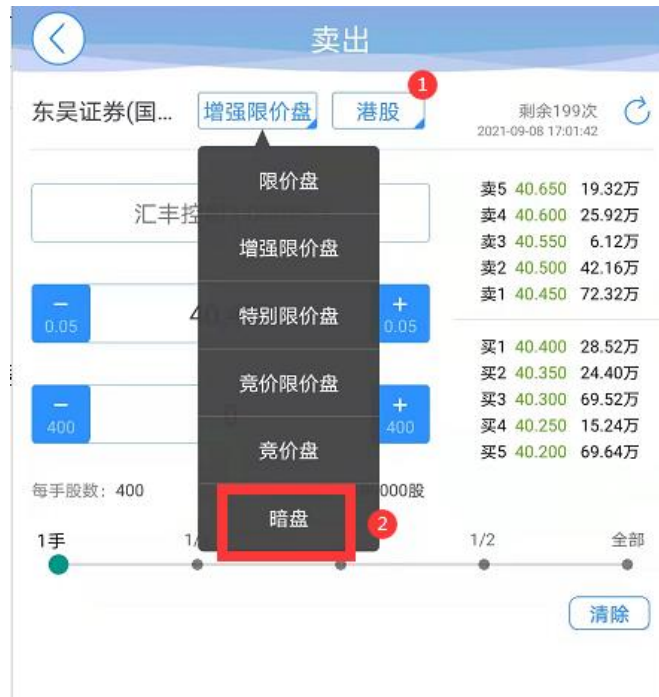 卖出
1
东吴证券(国... 增强限价盘 港股 剩余199次
2021-09-08 17:01:42
限价盘
增强限价盘
特别限价盘
竞价限价盘
竞价盘
暗盘
2
汇丰控
卖5 40.650 19.32万
卖4 40.600 25.92万
卖3 40.550 6.12万
卖2 40.500 42.16万
卖1 40.450 72.32万
买1 40.400 28.52万
买2 40.350 24.40万
买3 40.300 69.52万
买4 40.250 15.24万
买5 40.200 69.64万
− +
0.05 0.05
− +
400 400
每手股数: 400 000股
1手 1/2 全部
清除